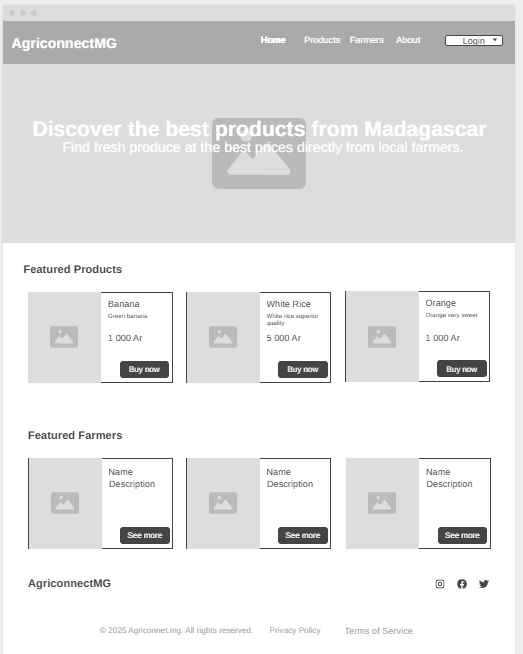 AgriconnectMG
Home Products Farmers About Login
Discover the best products from Madagascar
Find fresh produce at the best prices directly from local farmers.
Featured Products
Banana
Green banana
1 000 Ar
Buy now
White Rice
White rice superior
quality
5 000 Ar
Buy now
Orange
Orange very sweet
1 000 Ar
Buy now
Featured Farmers
Name
Description
See more
Name
Description
See more
Name
Description
See more
AgriconnectMG
© 2025 Agriconnet.mg. All rights reserved. Privacy Policy Terms of Service